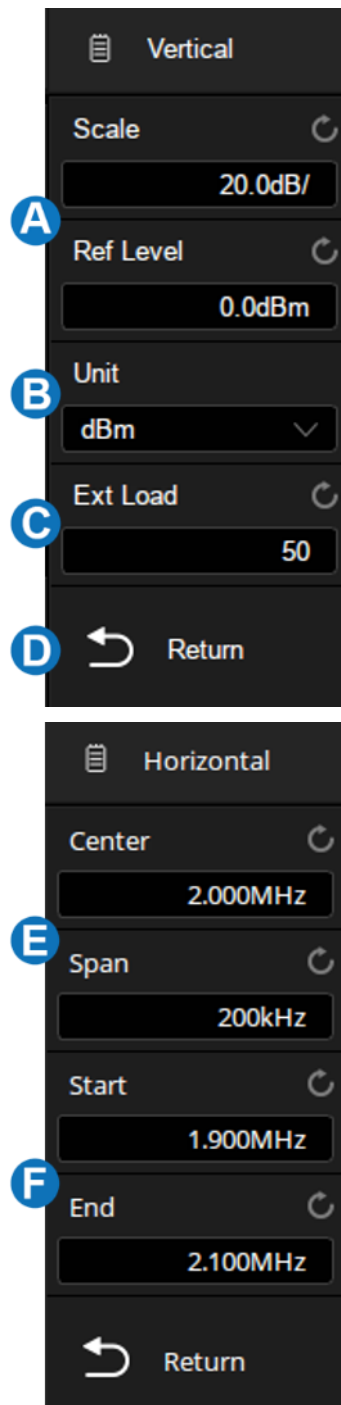 Vertical
Scale
20.0dB/
A
Ref Level
0.0dBm
Unit
B
dBm
Ext Load
C
50
D Return
Horizontal
Center
2.000MHz
E
Span
200kHz
Start
1.900MHz
F
End
2.100MHz
Return